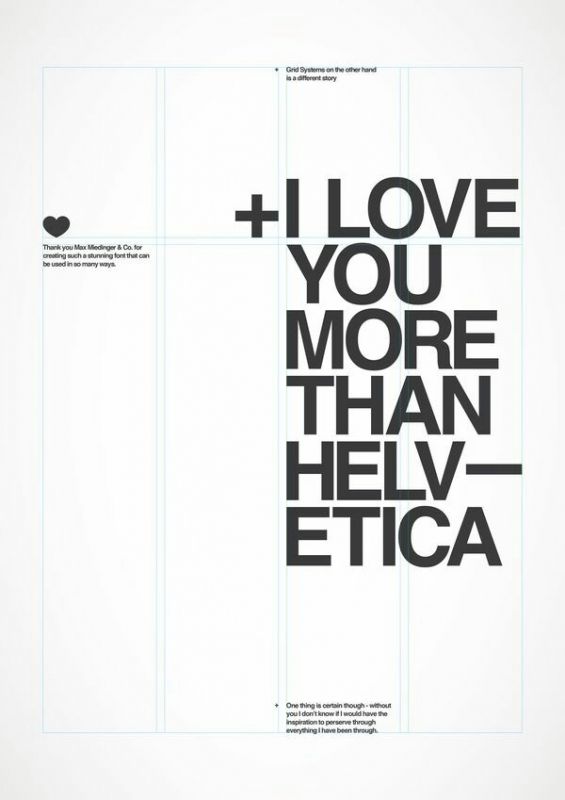 + Grid Systems on the other hand
is a different story
+I LOVE
YOU
MORE
THAN
HELV—
ETICA
Thank you Max Miedinger & Co. for
creating such a stunning font that can
be used in so many ways.
+ One thing is certain though - without
you I don't know if I would have the
inspiration to perserve through
everything I have been through.